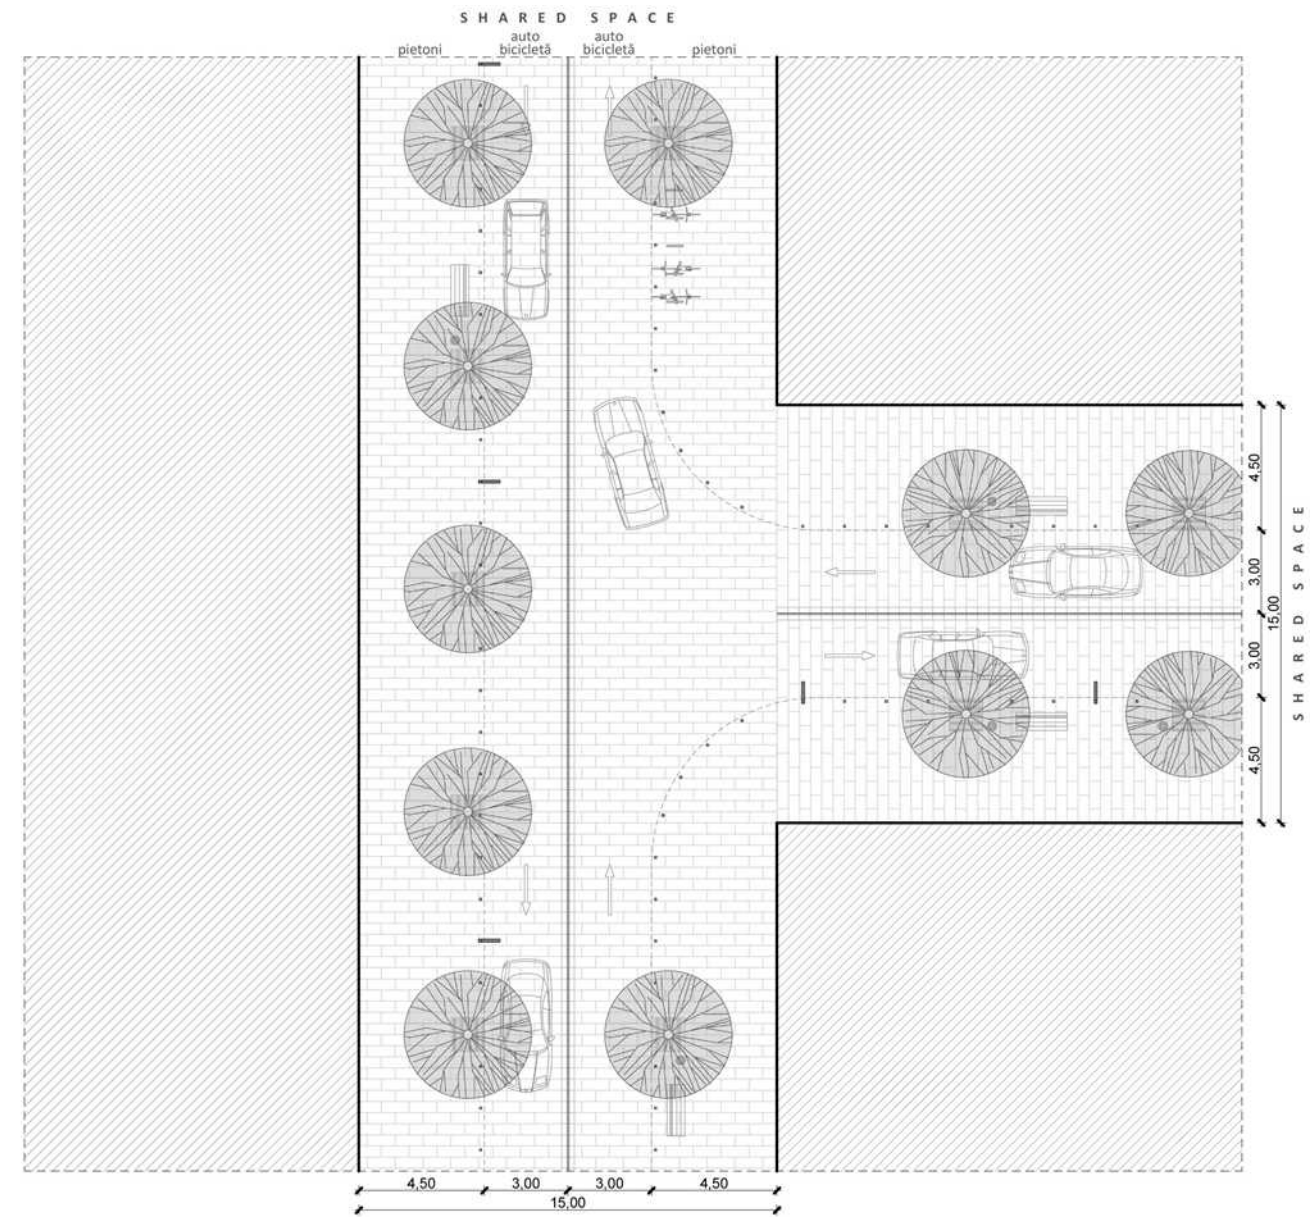 SHARED SPACE
auto auto
pietoni bicicletă bicicletă pietoni
4,50
3,00
15,00
3,00
4,50
SHARED SPACE
4,50 3,00 3,00 4,50
15,00